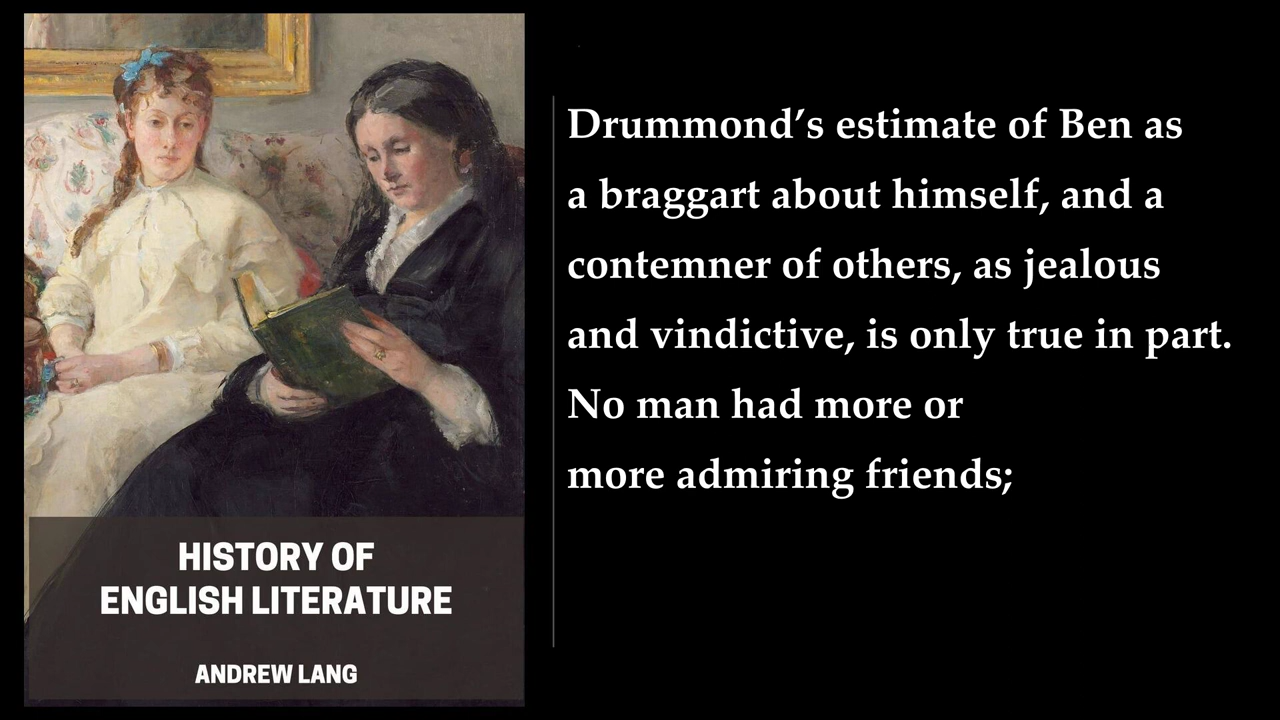 HISTORY OF
ENGLISH LITERATURE
ANDREW LANG
Drummond’s estimate of Ben as
a braggart about himself, and a
contemner of others, as jealous
and vindictive, is only true in part.
No man had more or
more admiring friends;